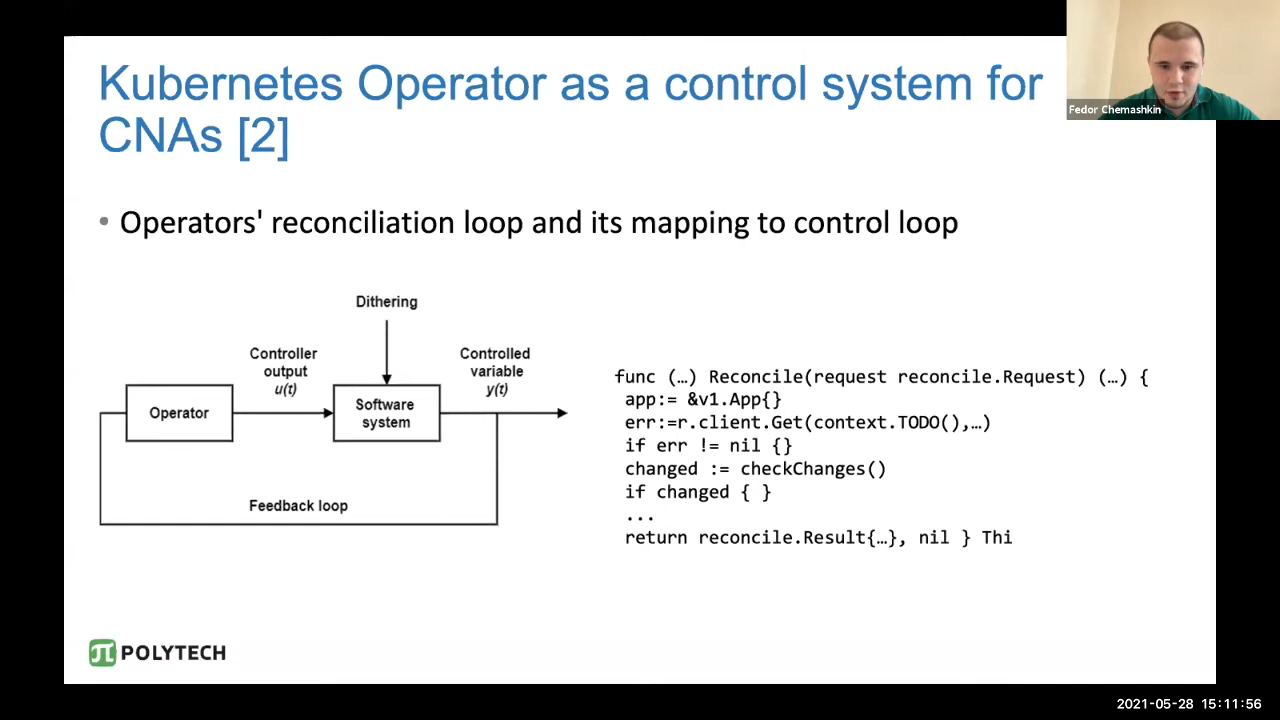 Kubernetes Operator as a control system for
CNAs [2]
Fedor Chemashkin
• Operators' reconciliation loop and its mapping to control loop
Dithering
Controller
output
u(t)
Controlled
variable
y(t)
Operator
Software
system
Feedback loop
func (…) Reconcile(request reconcile.Request) (…) {
app:= &v1.App{}
err:=r.client.Get(context.TODO(),…)
if err != nil {}
changed := checkChanges()
if changed { }
...
return reconcile.Result{…}, nil } Thi
POLYTECH
2021-05-28 15:11:56